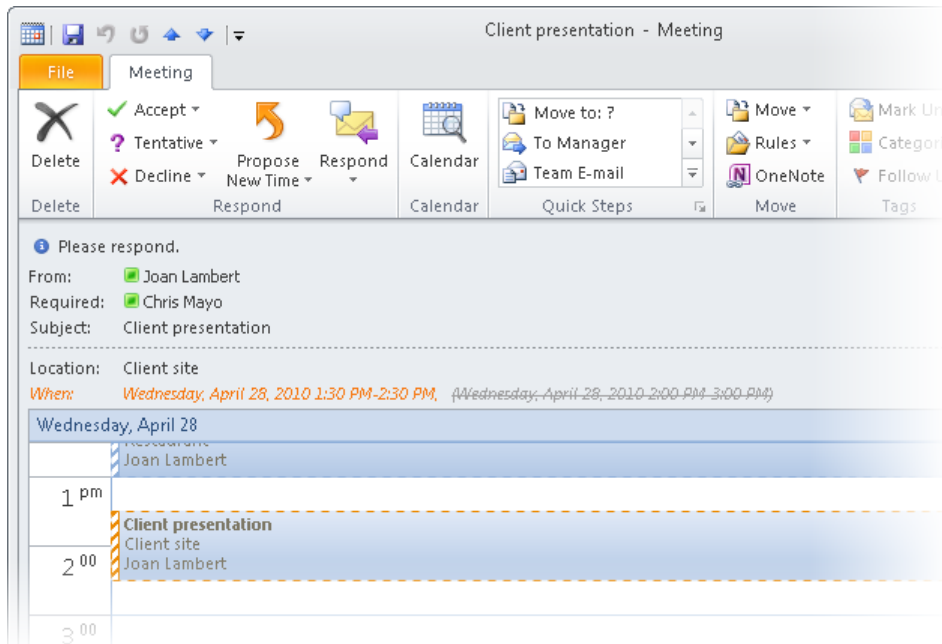 Client presentation - Meeting
File Meeting
Delete
Accept
Tentative
Decline
Propose
New Time
Respond
Calendar
Move to: ?
To Manager
Team E-mail
Move
Rules
OneNote
Mark
Follow
Delete Respond Calendar Quick Steps Move Tags
Please respond.
From: Joan Lambert
Required: Chris Mayo
Subject: Client presentation
Location: Client site
When: Wednesday, April 28, 2010 1:30 PM-2:30 PM, (Wednesday, April 28, 2010 2:00 PM-3:00 PM)
Wednesday, April 28
Joan Lambert
1 pm
Client presentation
Client site
2 00
Joan Lambert
3 00